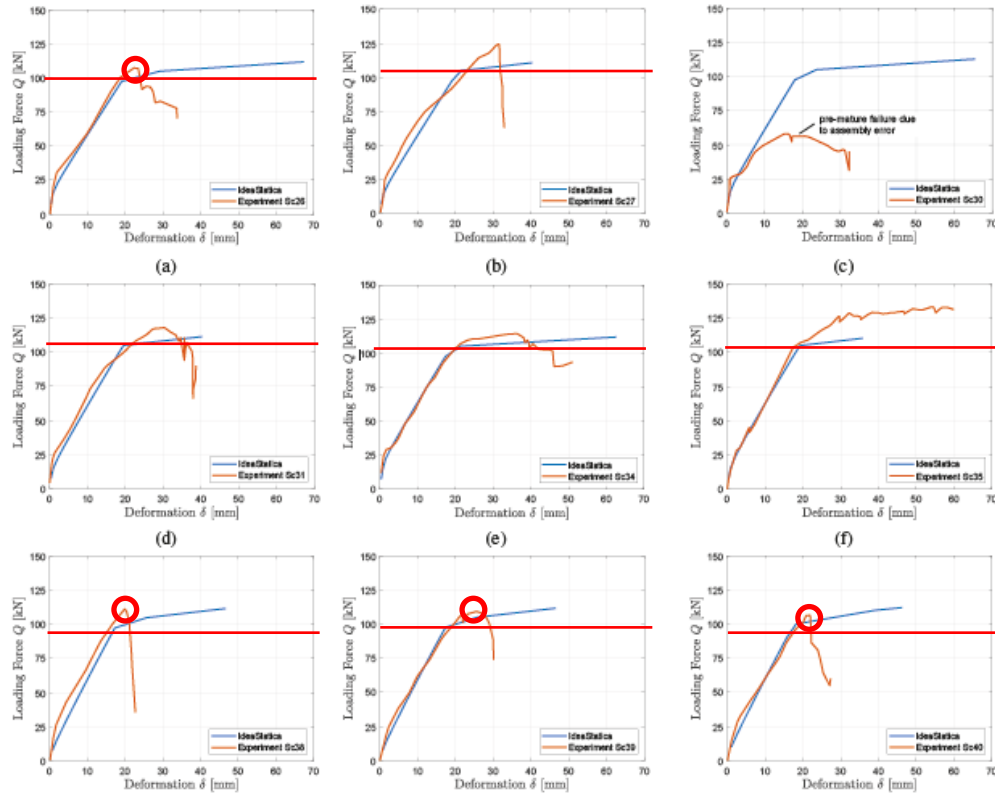 150
125
100
75
50
25
0
0 10 20 30 40 50 60 70
Loading Force Q [kN]
Deformation δ [mm]
IdeaStatica
Experiment Sc26
(a)
150
125
100
75
50
25
0
0 10 20 30 40 50 60 70
Loading Force Q [kN]
Deformation δ [mm]
IdeaStatica
Experiment Sc27
(b)
150
125
100
75
50
25
0
0 10 20 30 40 50 60 70
Loading Force Q [kN]
Deformation δ [mm]
pre-mature failure due
to assembly error
IdeaStatica
Experiment Sc30
(c)
150
125
100
75
50
25
0
0 10 20 30 40 50 60 70
Loading Force Q [kN]
Deformation δ [mm]
IdeaStatica
Experiment Sc31
(d)
150
125
100
75
50
25
0
0 10 20 30 40 50 60 70
Loading Force Q [kN]
Deformation δ [mm]
IdeaStatica
Experiment Sc34
(e)
150
125
100
75
50
25
0
0 10 20 30 40 50 60 70
Loading Force Q [kN]
Deformation δ [mm]
IdeaStatica
Experiment Sc35
(f)
150
125
100
75
50
25
0
0 10 20 30 40 50 60 70
Loading Force Q [kN]
Deformation δ [mm]
IdeaStatica
Experiment Sc38
150
125
100
75
50
25
0
0 10 20 30 40 50 60 70
Loading Force Q [kN]
Deformation δ [mm]
IdeaStatica
Experiment Sc39
150
125
100
75
50
25
0
0 10 20 30 40 50 60 70
Loading Force Q [kN]
Deformation δ [mm]
IdeaStatica
Experiment Sc40